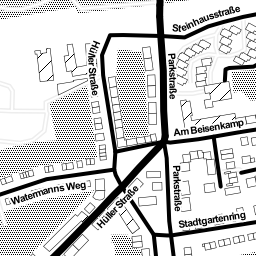 Steinhausstraße
Hüller Straße
Parkstraße
Am Beisenkamp
Watermanns Weg
Parkstraße
Hüller Straße
Stadtgartenring